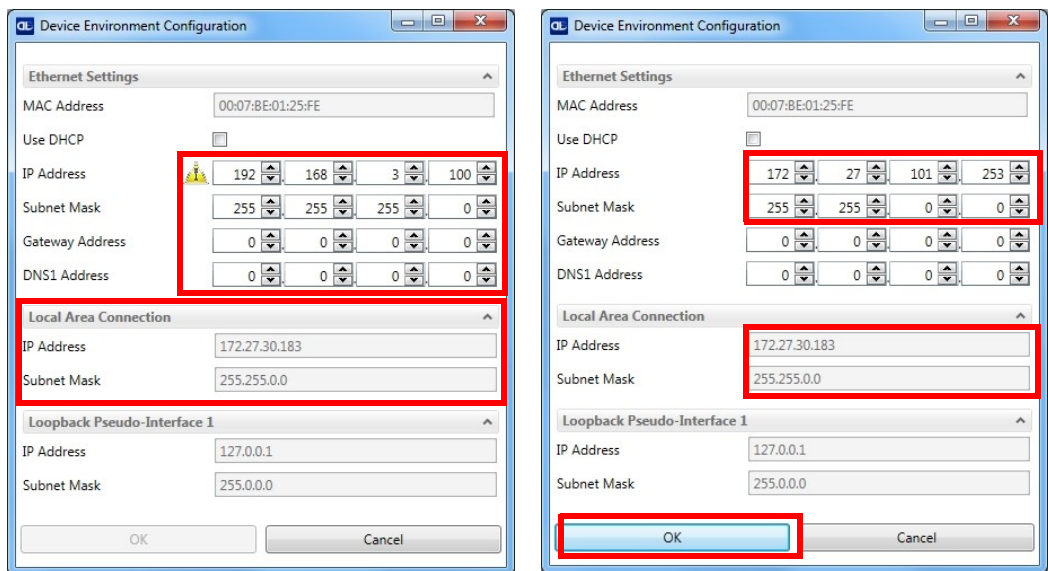 Device Environment Configuration
Ethernet Settings
MAC Address 00:07:BE:01:25:FE
Use DHCP
IP Address 192. 168. 3. 100
Subnet Mask 255. 255. 255. 0
Gateway Address 0. 0. 0. 0
DNS1 Address 0. 0. 0. 0
Local Area Connection
IP Address 172.27.30.183
Subnet Mask 255.255.0.0
Loopback Pseudo-Interface 1
IP Address 127.0.0.1
Subnet Mask 255.0.0.0
OK Cancel
Device Environment Configuration
Ethernet Settings
MAC Address 00:07:BE:01:25:FE
Use DHCP
IP Address 172. 27. 101. 253
Subnet Mask 255. 255. 0. 0
Gateway Address 0. 0. 0. 0
DNS1 Address 0. 0. 0. 0
Local Area Connection
IP Address 172.27.30.183
Subnet Mask 255.255.0.0
Loopback Pseudo-Interface 1
IP Address 127.0.0.1
Subnet Mask 255.0.0.0
OK Cancel